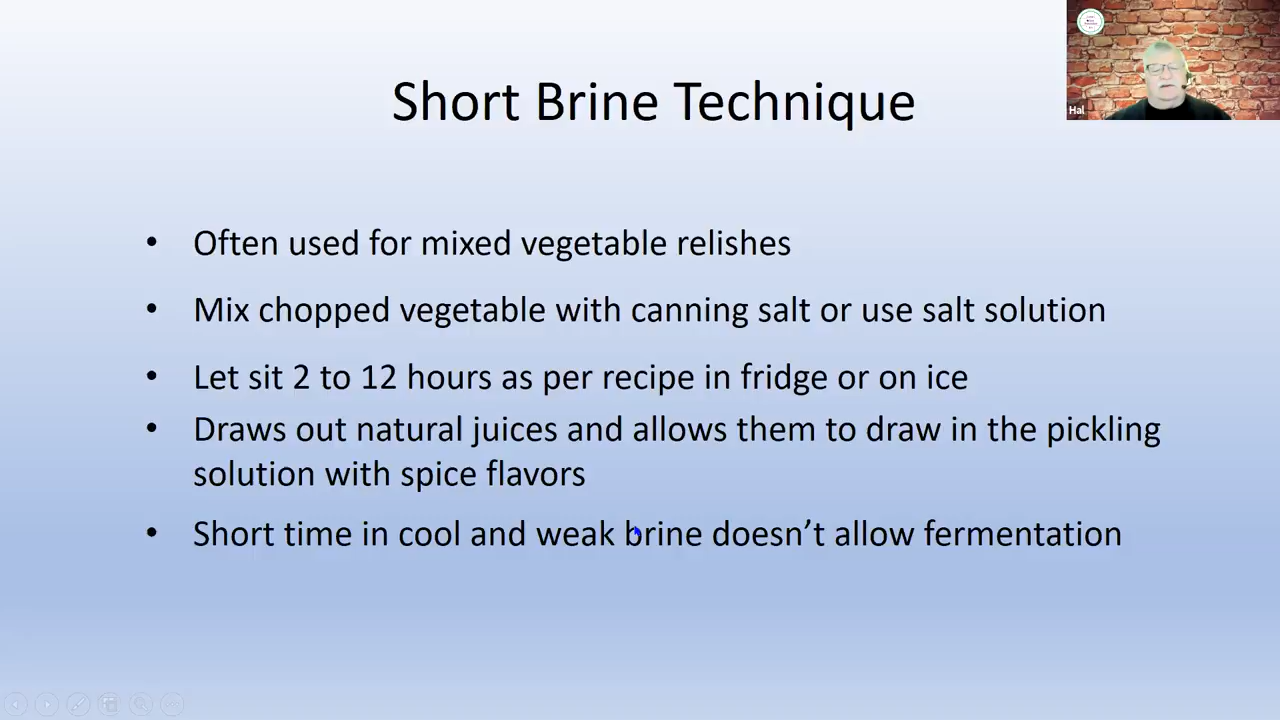 Short Brine Technique
Hal
• Often used for mixed vegetable relishes
• Mix chopped vegetable with canning salt or use salt solution
• Let sit 2 to 12 hours as per recipe in fridge or on ice
• Draws out natural juices and allows them to draw in the pickling
solution with spice flavors
• Short time in cool and weak brine doesn’t allow fermentation